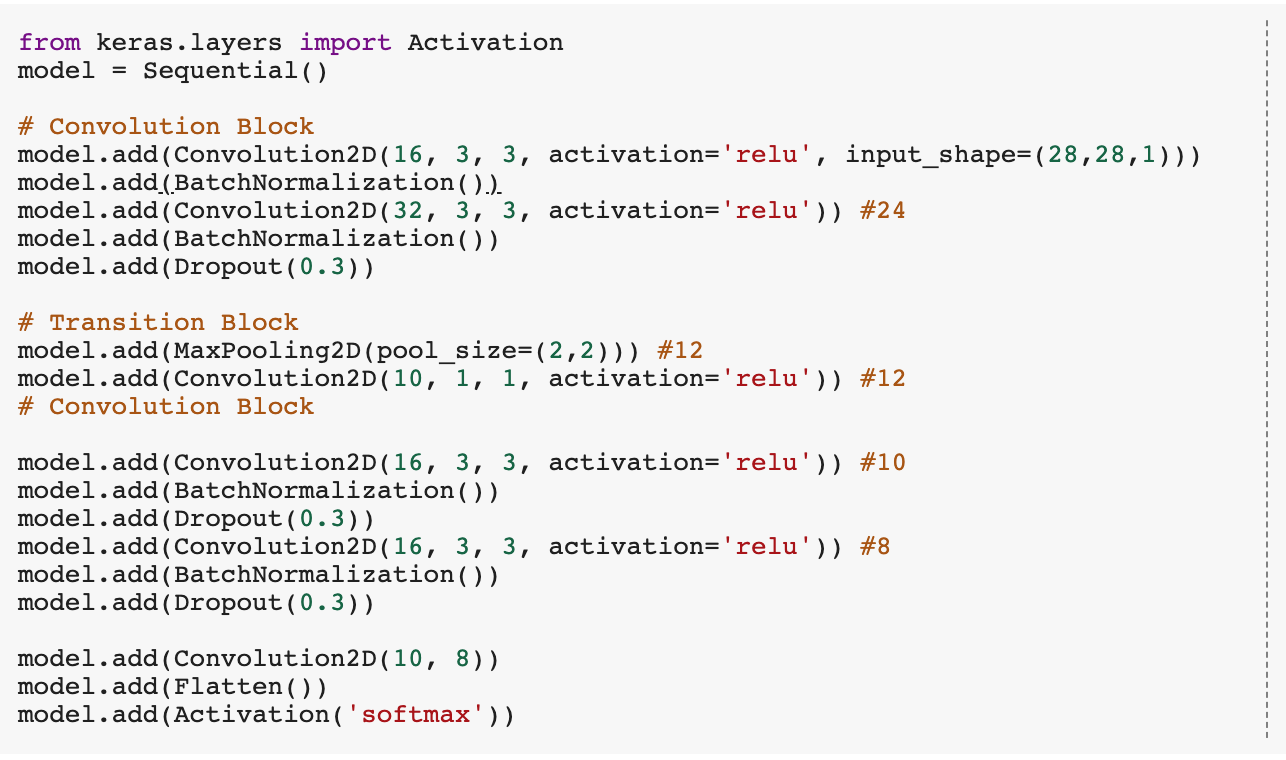 from keras.layers import Activation
model = Sequential()
# Convolution Block
model.add(Convolution2D(16, 3, 3, activation='relu', input_shape=(28,28,1)))
model.add(BatchNormalization())
model.add(Convolution2D(32, 3, 3, activation='relu')) #24
model.add(BatchNormalization())
model.add(Dropout(0.3))
# Transition Block
model.add(MaxPooling2D(pool_size=(2,2))) #12
model.add(Convolution2D(10, 1, 1, activation='relu')) #12
# Convolution Block
model.add(Convolution2D(16, 3, 3, activation='relu')) #10
model.add(BatchNormalization())
model.add(Dropout(0.3))
model.add(Convolution2D(16, 3, 3, activation='relu')) #8
model.add(BatchNormalization())
model.add(Dropout(0.3))
model.add(Convolution2D(10, 8))
model.add(Flatten())
model.add(Activation('softmax'))